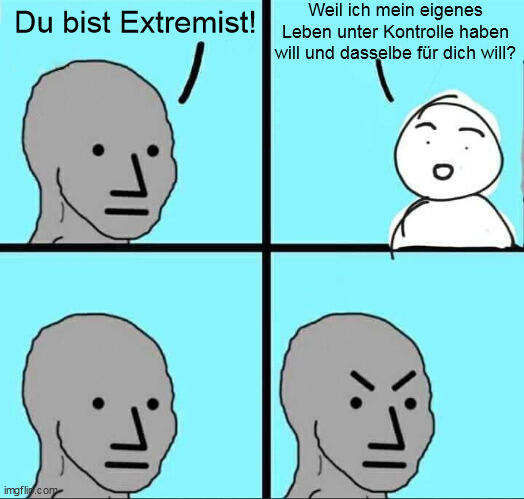 Du bist Extremist!
Weil ich mein eigenes
Leben unter Kontrolle haben
will und dasselbe für dich will?
imgflip.com